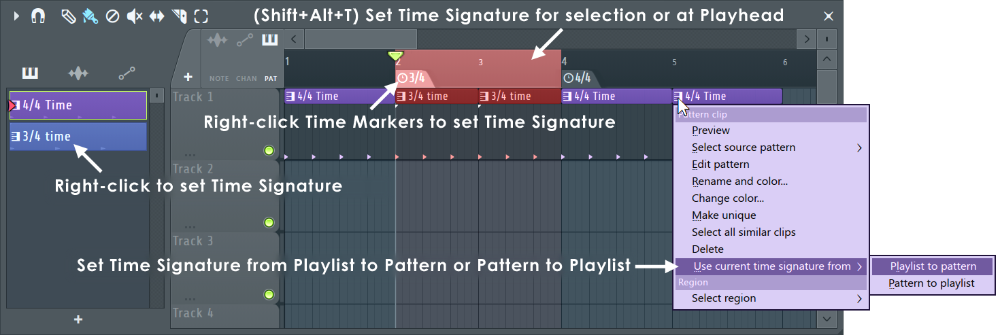 (Shift+Alt+T) Set Time Signature for selection or at Playhead
NOTE CHAN PAT
1 2 3 4 5 6
3/4 4/4
4/4 Time
3/4 time
Track 1
4/4 Time 3/4 time 3/4 time 4/4 Time 4/4 Time
Right-click Time Markers to set Time Signature
Right-click to set Time Signature
Track 2
Track 3
Set Time Signature from Playlist to Pattern or Pattern to Playlist
Track 4
Pattern clip
Preview
Select source pattern
Edit pattern
Rename and color...
Change color...
Make unique
Select all similar clips
Delete
Use current time signature from
Playlist to pattern
Pattern to playlist
Region
Select region